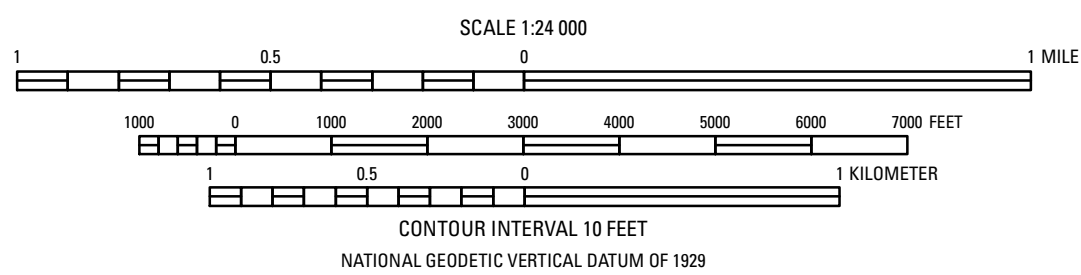 SCALE 1:24 000
1 0.5 0 1 MILE
1000 0 1000 2000 3000 4000 5000 6000 7000 FEET
1 0.5 0 1 KILOMETER
CONTOUR INTERVAL 10 FEET
NATIONAL GEODETIC VERTICAL DATUM OF 1929